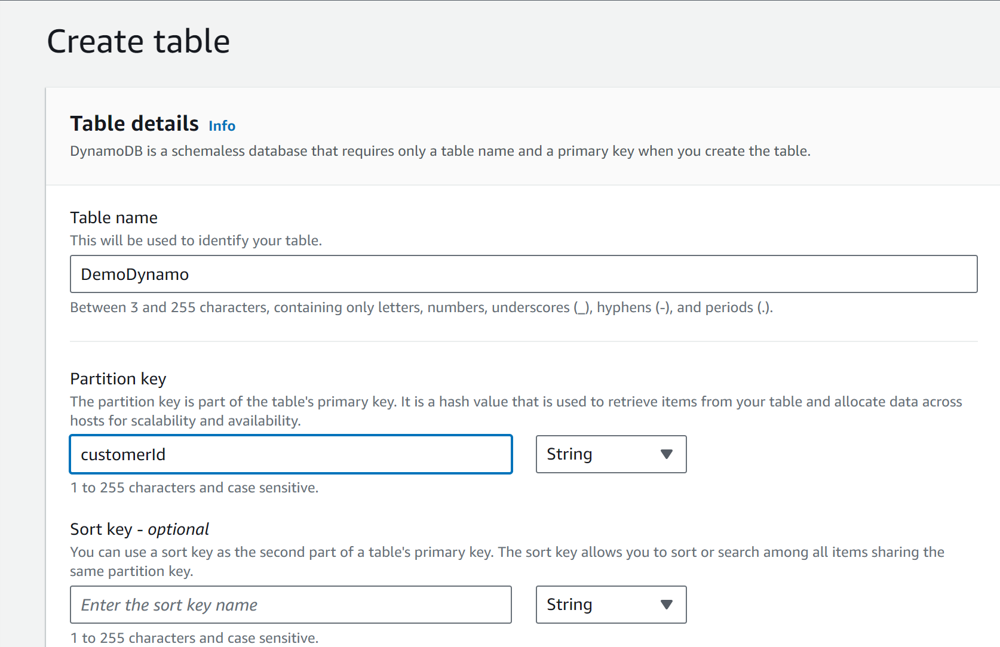 Create table
Table details Info
DynamoDB is a schemaless database that requires only a table name and a primary key when you create the table.
Table name
This will be used to identify your table.
DemoDynamo
Between 3 and 255 characters, containing only letters, numbers, underscores (_), hyphens (-), and periods (.).
Partition key
The partition key is part of the table's primary key. It is a hash value that is used to retrieve items from your table and allocate data across
hosts for scalability and availability.
customerId String
1 to 255 characters and case sensitive.
Sort key - optional
You can use a sort key as the second part of a table's primary key. The sort key allows you to sort or search among all items sharing the
same partition key.
Enter the sort key name String
1 to 255 characters and case sensitive.